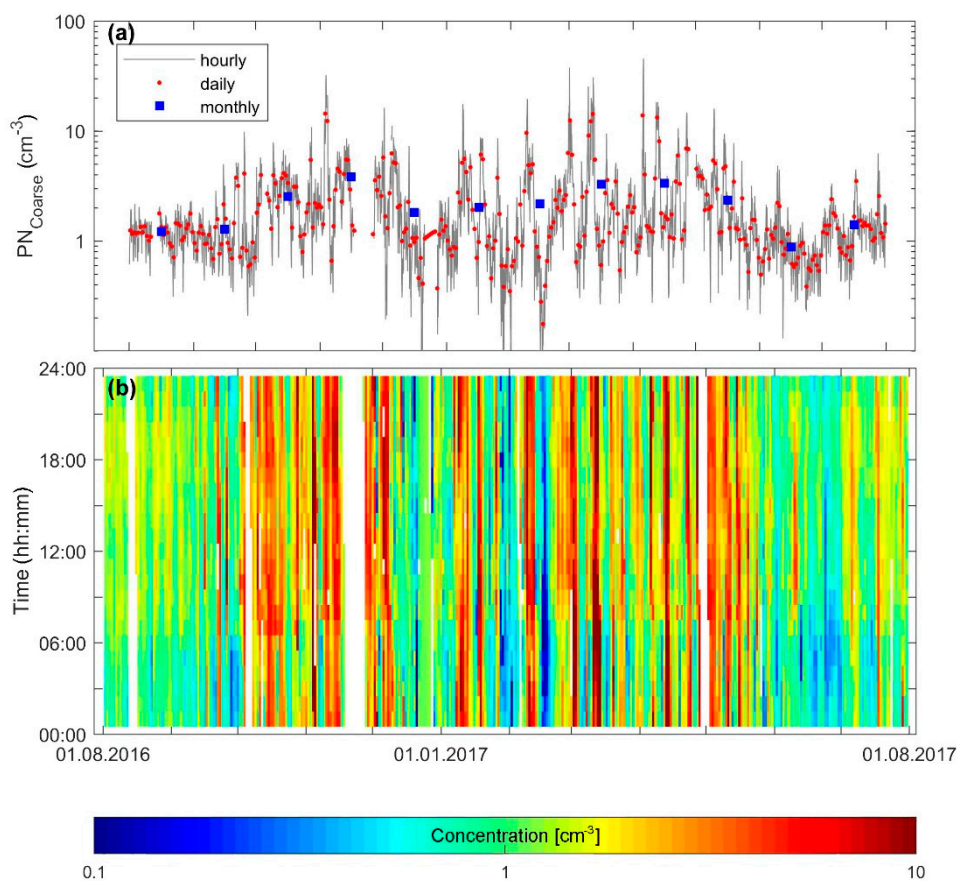 (a)
100
10
1
PN_Coarse (cm⁻³)
hourly
daily
monthly
(b)
24:00
18:00
12:00
06:00
00:00
Time (hh:mm)
01.08.2016
01.01.2017
01.08.2017
Concentration [cm⁻³]
0.1
1
10